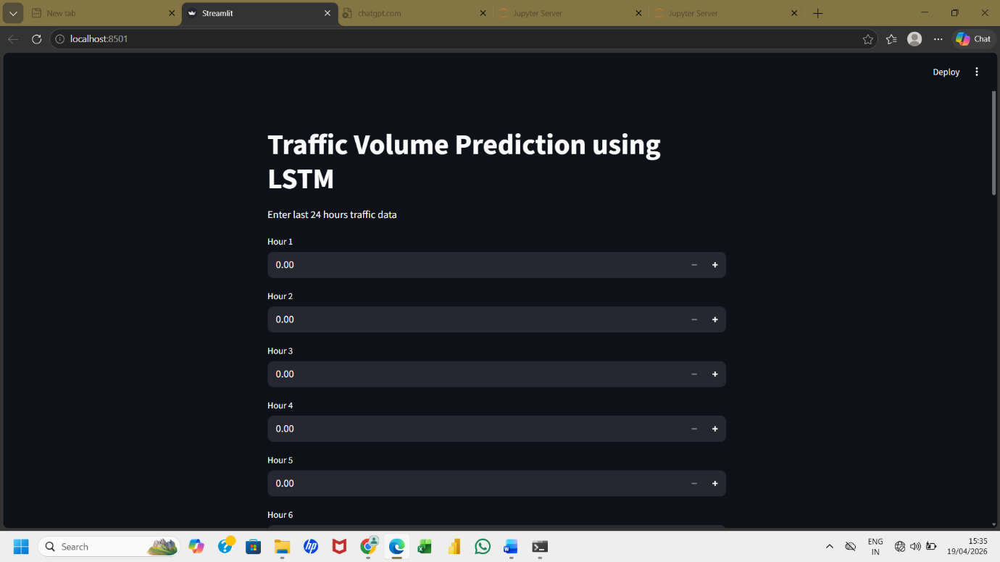 New tab
Streamlit
chatgpt.com
Jupyter Server
Jupyter Server
localhost:8501
Chat
Deploy
Traffic Volume Prediction using
LSTM
Enter last 24 hours traffic data
Hour 1
0.00
Hour 2
0.00
Hour 3
0.00
Hour 4
0.00
Hour 5
0.00
Hour 6
Search
hp
ENG
IN
15:35
19/04/2026